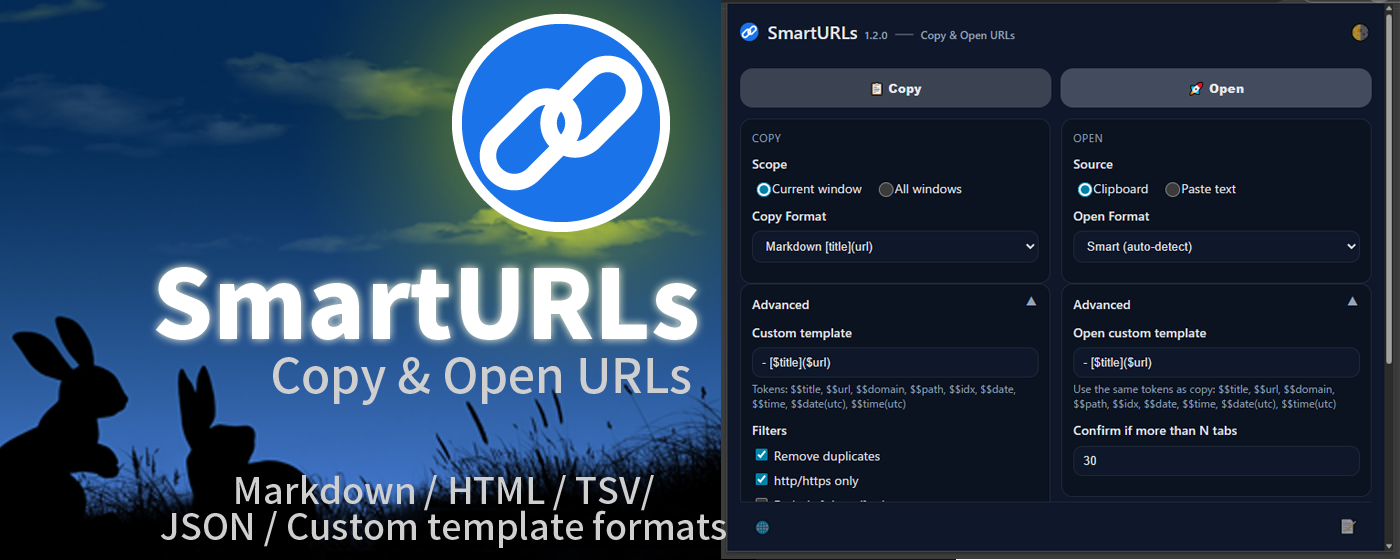 SmartURLs
Copy & Open URLs
Markdown / HTML / TSV/
JSON / Custom template formats
SmartURLs 1.2.0 — Copy & Open URLs
Copy
Open
COPY
Scope
Current window All windows
Copy Format
Markdown [title](url)
Advanced
Custom template
- [$title]($url)
Tokens: $$title, $$url, $$domain, $$path, $$idx, $$date,
$$time, $$date(utc), $$time(utc)
Filters
Remove duplicates
http/https only
OPEN
Source
Clipboard Paste text
Open Format
Smart (auto-detect)
Advanced
Open custom template
- [$title]($url)
Use the same tokens as copy: $$title, $$url, $$domain,
$$path, $$idx, $$date, $$time, $$date(utc), $$time(utc)
Confirm if more than N tabs
30